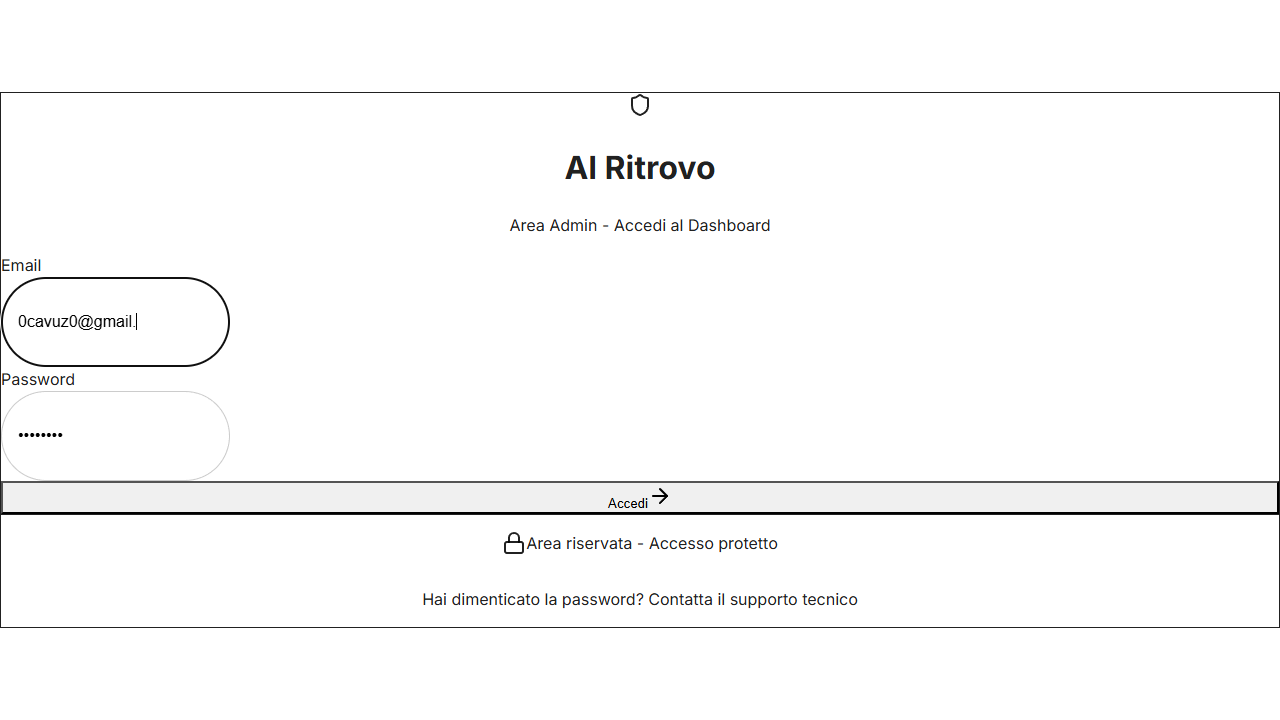 Al Ritrovo
Area Admin - Accedi al Dashboard
Email
0cavuz0@gmail.
Password
••••••••
Accedi
Area riservata - Accesso protetto
Hai dimenticato la password? Contatta il supporto tecnico